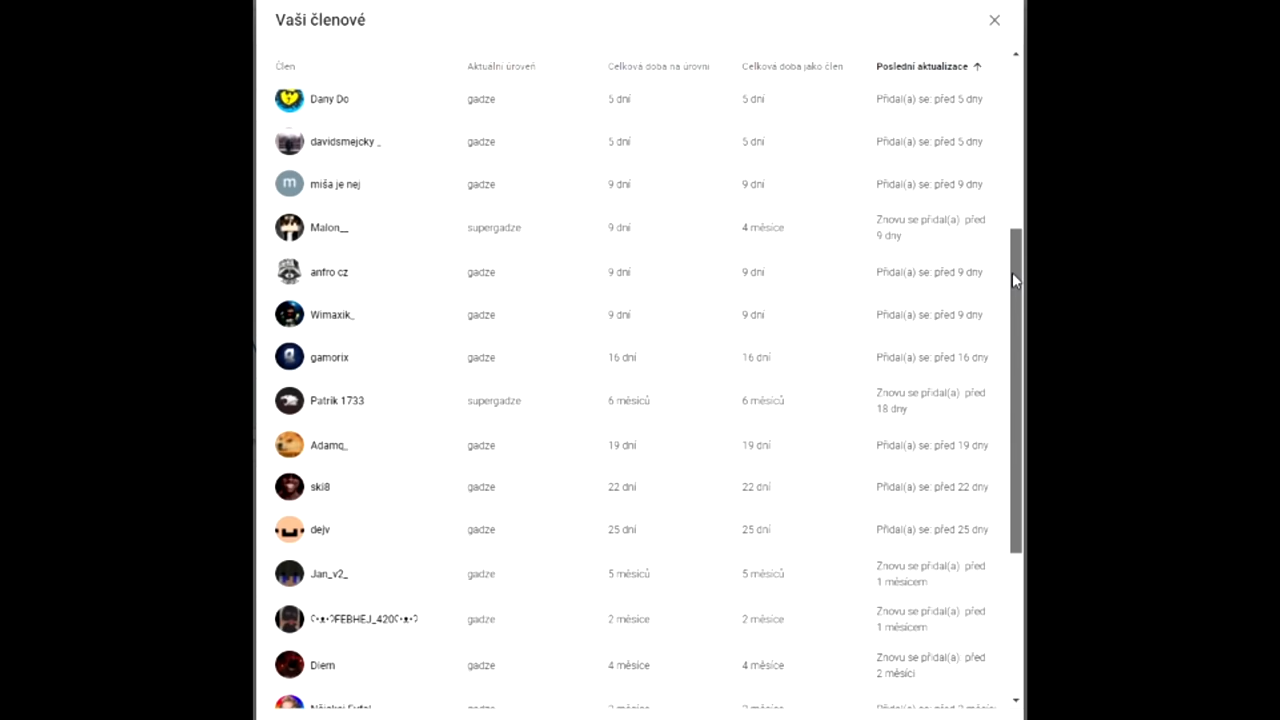 Vaši členové
Člen Aktuální úroveň Celková doba na úrovni Celková doba jako člen Poslední aktualizace
Dany Do gadze 5 dní 5 dní Přidal(a) se: před 5 dny
davidsmejcky _ gadze 5 dní 5 dní Přidal(a) se: před 5 dny
m miša je nej gadze 9 dní 9 dní Přidal(a) se: před 9 dny
Malon__ supergadze 9 dní 4 měsíce Znovu se přidal(a): před
9 dny
anfro cz gadze 9 dní 9 dní Přidal(a) se: před 9 dny
Wimaxik_ gadze 9 dní 9 dní Přidal(a) se: před 9 dny
gamorix gadze 16 dní 16 dní Přidal(a) se: před 16 dny
Patrik 1733 supergadze 6 měsíců 6 měsíců Znovu se přidal(a): před
18 dny
Adamq_ gadze 19 dní 19 dní Přidal(a) se: před 19 dny
ski8 gadze 22 dní 22 dní Přidal(a) se: před 22 dny
dejv gadze 25 dní 25 dní Přidal(a) se: před 25 dny
Jan_v2_ gadze 5 měsíců 5 měsíců Znovu se přidal(a): před
1 měsícem
ʕ·ᴥ·ʔFEBHEJ_420ʕ·ᴥ·ʔ gadze 2 měsíce 2 měsíce Znovu se přidal(a): před
1 měsícem
Diem gadze 4 měsíce 4 měsíce Znovu se přidal(a): před
2 měsíci